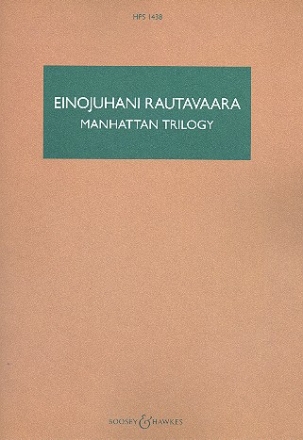 HPS 1438
EINOJUHANI RAUTAVAARA
MANHATTAN TRILOGY
BOOSEY & HAWKES